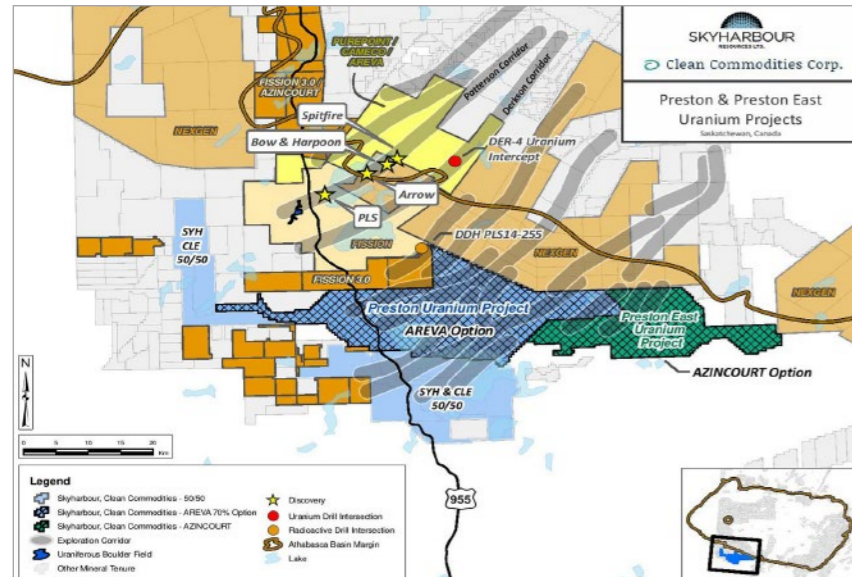 SKYHARBOUR
RESOURCES LTD.
Clean Commodities Corp.
Preston & Preston East
Uranium Projects
Saskatchewan, Canada
PUREPOINT /
CAMECO /
AREVA
Patterson Corridor
Derkson Corridor
FISSION 3.0
AZINCOURT
Spitfire
NEXGEN
Bow & Harpoon
DER-4 Uranium
Intercept
Arrow
PLS
SYH
CLE
50/50
FISSION
DDH PLS14-255
NEXGEN
FISSION 3.0
NEXGEN
Preston Uranium Project
AREVA Option
Preston East
Uranium
Project
AZINCOURT Option
SYH & CLE
50/50
N
0 5 10 15 20
Km
955
Legend
Skyharbour, Clean Commodities - 50/50
Skyharbour, Clean Commodities - AREVA 70% Option
Skyharbour, Clean Commodities - AZINCOURT
Exploration Corridor
Uraniferous Boulder Field
Other Mineral Tenure
Discovery
Uranium Drill Intersection
Radioactive Drill Intersection
Athabasca Basin Margin
Lake